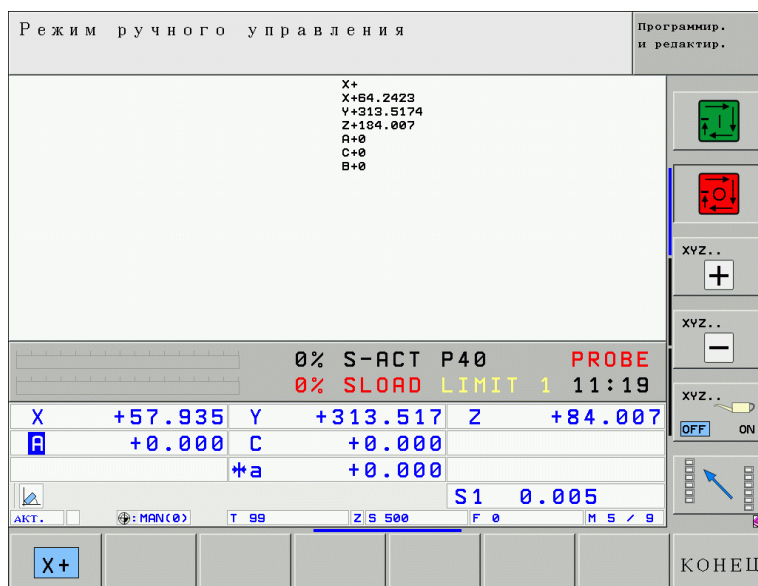 Режим ручного управления
Программир.
и редактир.
X+
X+64.2423
Y+313.5174
Z+184.007
A+0
C+0
B+0
XYZ..
+
XYZ..
−
XYZ..
OFF ON
0% S-ACT P40 PROBE
0% SLOAD LIMIT 1 11:19
X +57.935 Y +313.517 Z +84.007
A +0.000 C +0.000
*a +0.000
S1 0.005
АКТ. : MAN(0) T 99 Z S 500 F 0 M 5 / 9
X+
КОНЕЦ